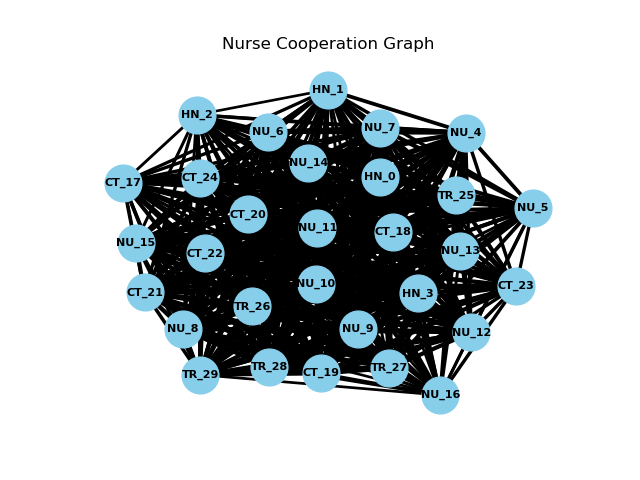 Nurse Cooperation Graph
HN_1
HN_2
NU_7
NU_6
NU_4
NU_14
HN_0
CT_24
CT_17
TR_25
NU_5
CT_20
NU_11
CT_18
NU_15
NU_13
CT_22
NU_10
CT_23
CT_21
HN_3
TR_26
NU_8
NU_9
NU_12
TR_28
TR_27
CT_19
TR_29
NU_16